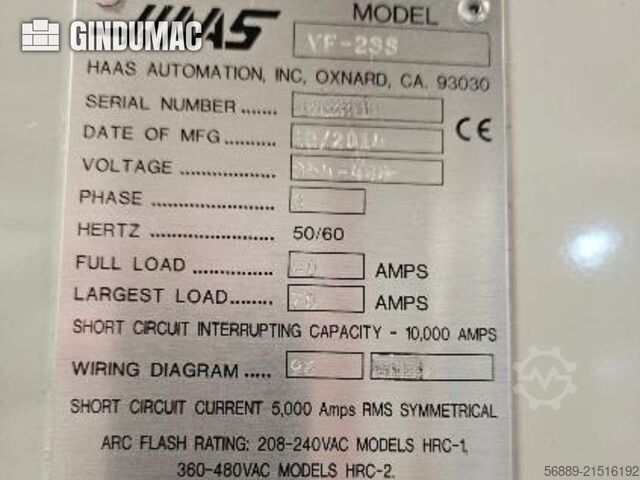 GINDUMAC
HAAS MODEL
VF-2SS
HAAS AUTOMATION, INC, OXNARD, CA. 93030
SERIAL NUMBER ................
DATE OF MFG ..........
CE
VOLTAGE ................
PHASE ..................
HERTZ ........................ 50/60
FULL LOAD ............... 40 AMPS
LARGEST LOAD........ AMPS
SHORT CIRCUIT INTERRUPTING CAPACITY - 10,000 AMPS
WIRING DIAGRAM .....
SHORT CIRCUIT CURRENT 5,000 Amps RMS SYMMETRICAL
ARC FLASH RATING: 208-240VAC MODELS HRC-1,
360-480VAC MODELS HRC-2.
56889-21516192